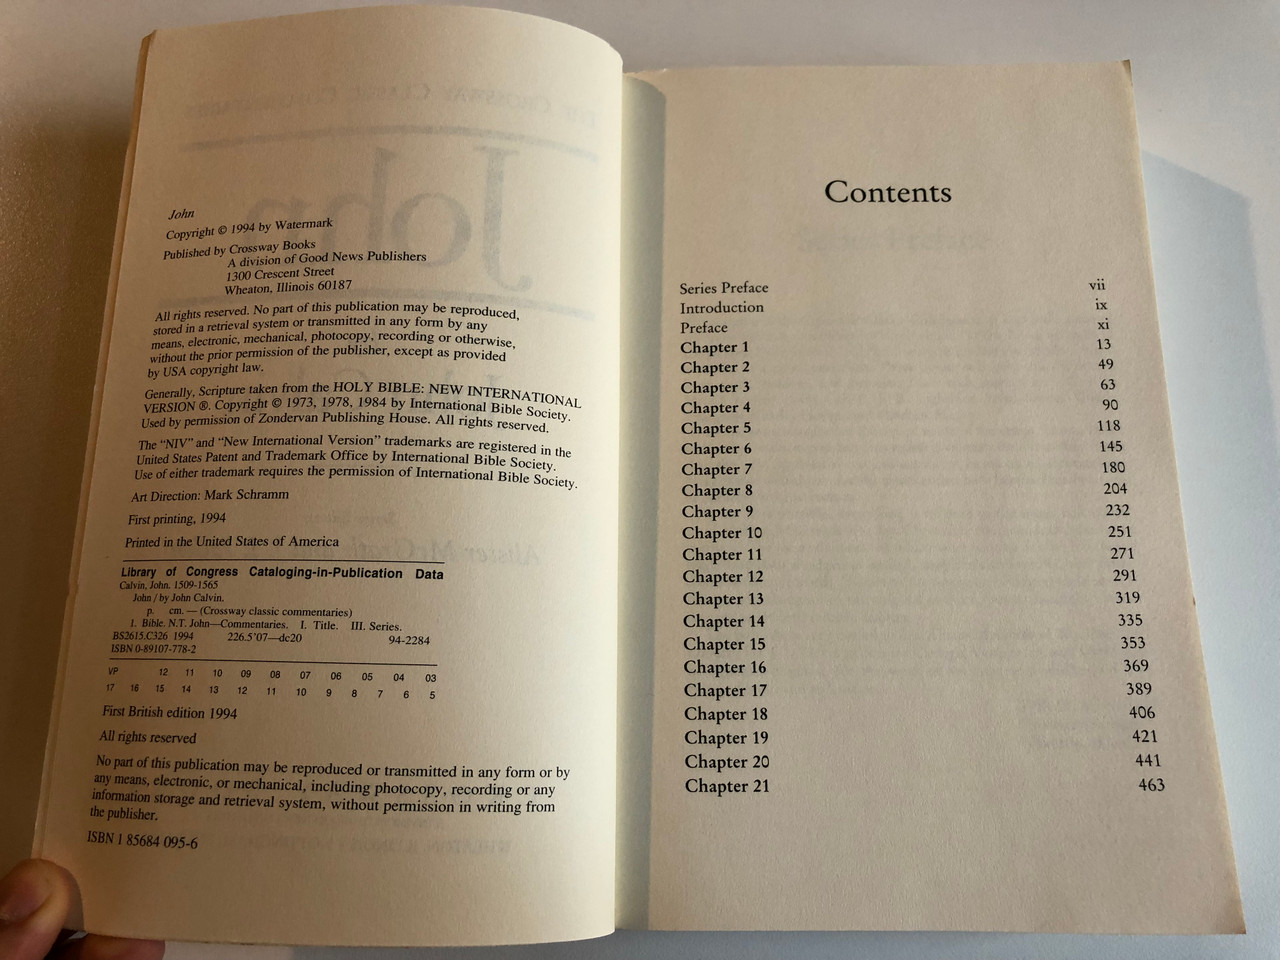 John
Copyright © 1994 by Watermark
Published by Crossway Books
A division of Good News Publishers
1300 Crescent Street
Wheaton, Illinois 60187
All rights reserved. No part of this publication may be reproduced,
stored in a retrieval system or transmitted in any form by any
means, electronic, mechanical, photocopy, recording or otherwise,
without the prior permission of the publisher, except as provided
by USA copyright law.
Generally, Scripture taken from the HOLY BIBLE: NEW INTERNATIONAL
VERSION ®. Copyright © 1973, 1978, 1984 by International Bible Society.
Used by permission of Zondervan Publishing House. All rights reserved.
The “NIV” and “New International Version” trademarks are registered in the
United States Patent and Trademark Office by International Bible Society.
Use of either trademark requires the permission of International Bible Society.
Art Direction: Mark Schramm
First printing, 1994
Printed in the United States of America
Library of Congress Cataloging-in-Publication Data
Calvin, John. 1509-1565
John / by John Calvin.
p. cm. — (Crossway classic commentaries)
1. Bible. N.T. John—Commentaries. I. Title. III. Series.
BS2615.C326 1994 226.5'07—dc20 94-2284
ISBN 0-89107-778-2
VP 12 11 10 09 08 07 06 05 04 03
17 16 15 14 13 12 11 10 9 8 7 6 5
First British edition 1994
All rights reserved
No part of this publication may be reproduced or transmitted in any form or by
any means, electronic, or mechanical, including photocopy, recording or any
information storage and retrieval system, without permission in writing from
the publisher.
ISBN 1 85684 095-6
Contents
Series Preface vii
Introduction ix
Preface xi
Chapter 1 13
Chapter 2 49
Chapter 3 63
Chapter 4 90
Chapter 5 118
Chapter 6 145
Chapter 7 180
Chapter 8 204
Chapter 9 232
Chapter 10 251
Chapter 11 271
Chapter 12 291
Chapter 13 319
Chapter 14 335
Chapter 15 353
Chapter 16 369
Chapter 17 389
Chapter 18 406
Chapter 19 421
Chapter 20 441
Chapter 21 463